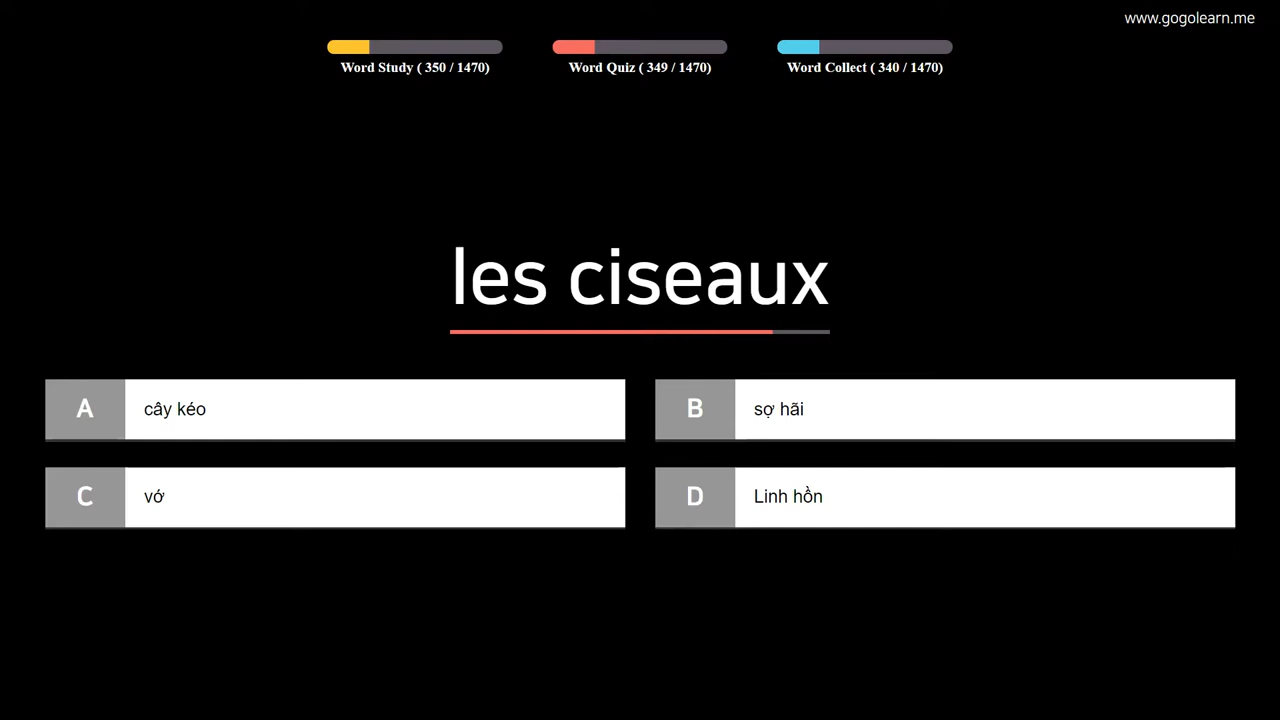 www.gogolearn.me
Word Study ( 350 / 1470) Word Quiz ( 349 / 1470) Word Collect ( 340 / 1470)
les ciseaux
A cây kéo
B sợ hãi
C vớ
D Linh hồn